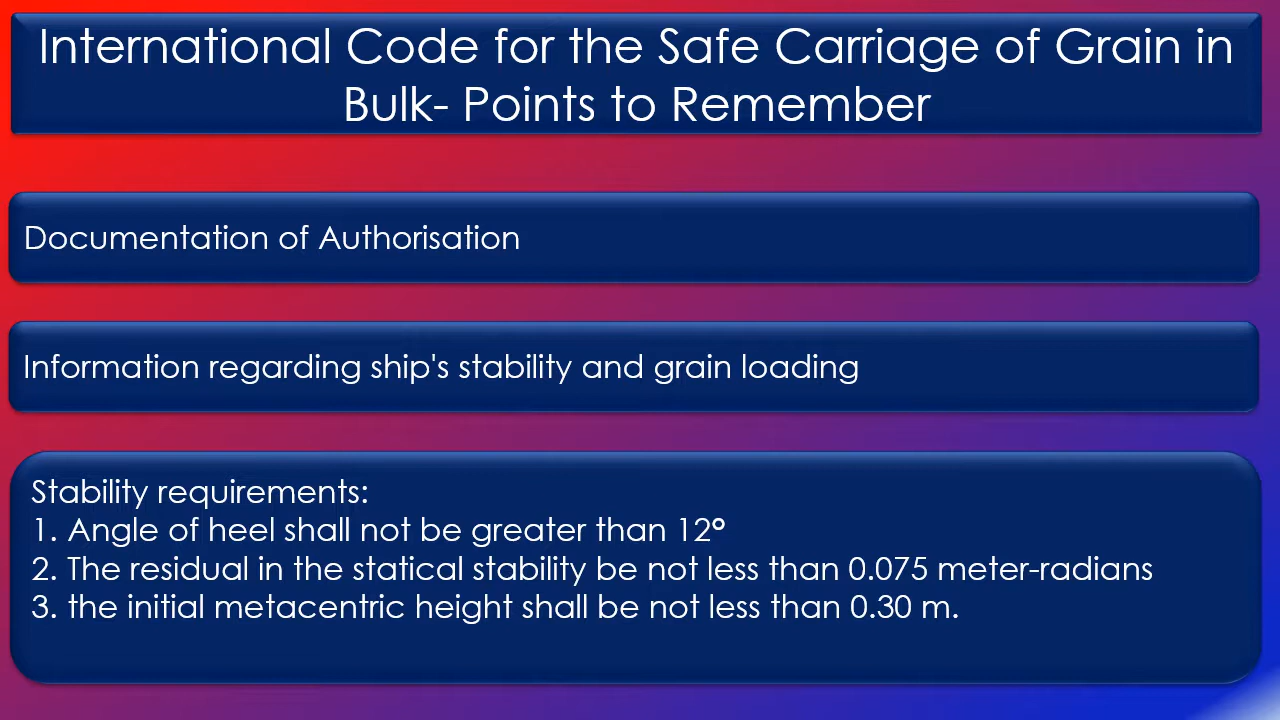 International Code for the Safe Carriage of Grain in
Bulk- Points to Remember
Documentation of Authorisation
Information regarding ship's stability and grain loading
Stability requirements:
1. Angle of heel shall not be greater than 12°
2. The residual in the statical stability be not less than 0.075 meter-radians
3. the initial metacentric height shall be not less than 0.30 m.